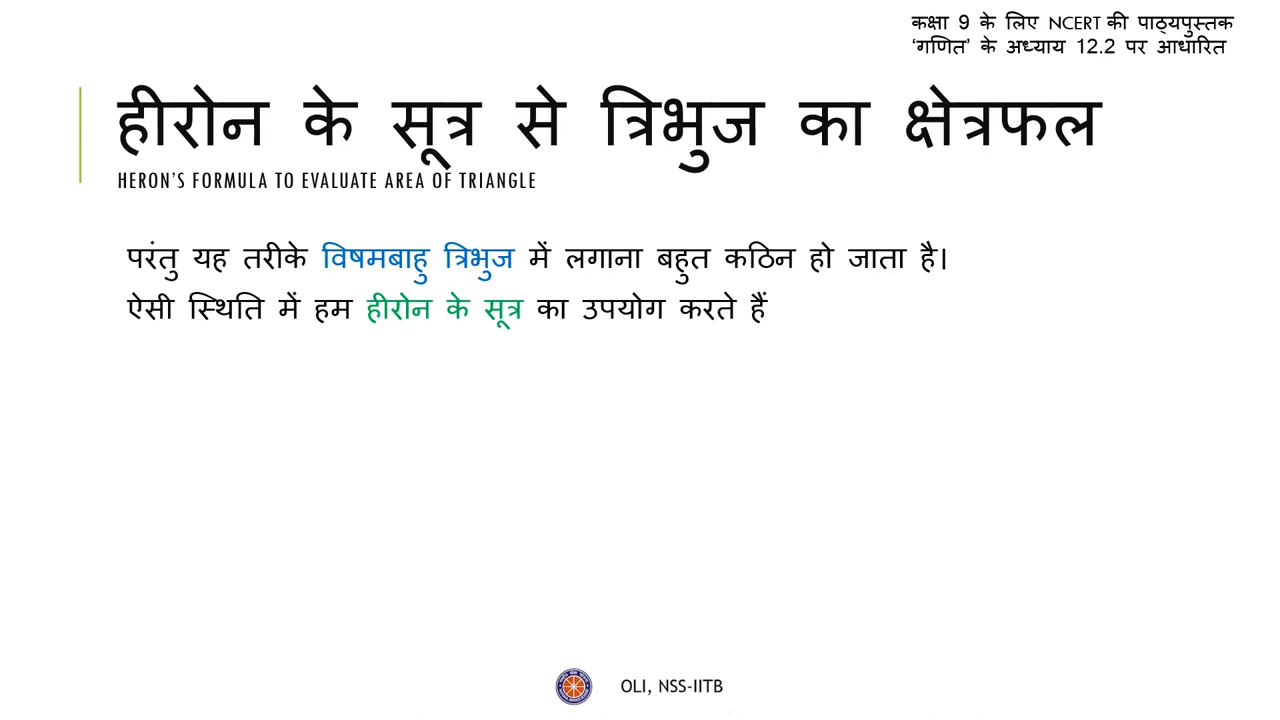 कक्षा 9 के लिए NCERT की पाठ्यपुस्तक
‘गणित’ के अध्याय 12.2 पर आधारित
हीरोन के सूत्र से त्रिभुज का क्षेत्रफल
HERON’S FORMULA TO EVALUATE AREA OF TRIANGLE
परंतु यह तरीके विषमबाहु त्रिभुज में लगाना बहुत कठिन हो जाता है।
ऐसी स्थिति में हम हीरोन के सूत्र का उपयोग करते हैं
OLI, NSS-IITB